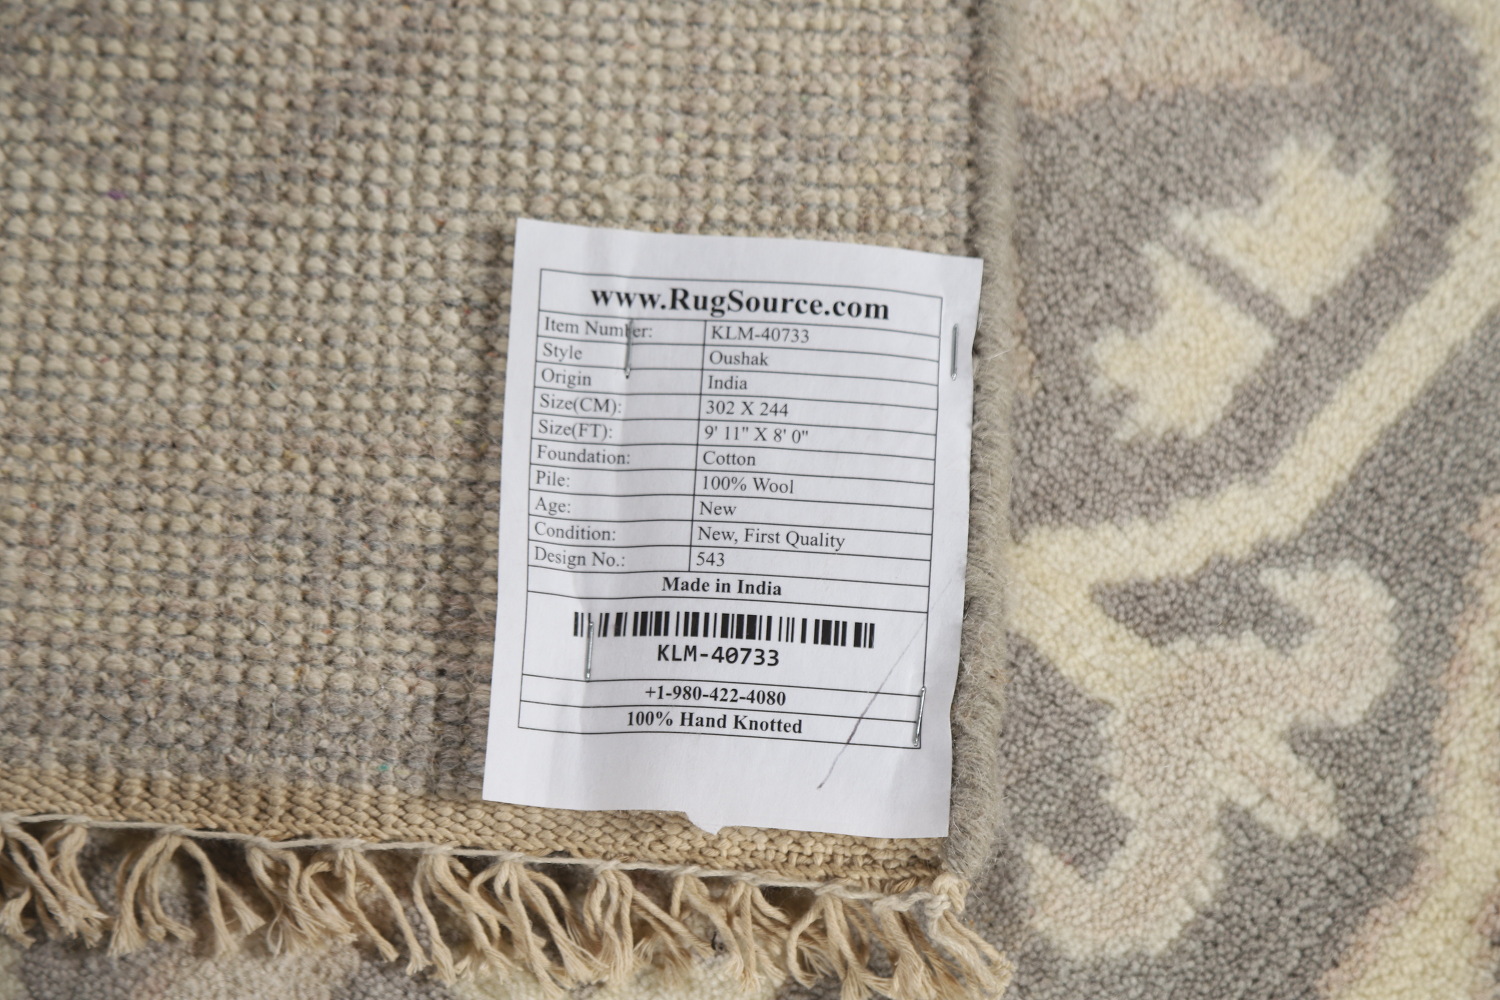 www.RugSource.com
Item Number: KLM-40733
Style Oushak
Origin India
Size(CM): 302 X 244
Size(FT): 9' 11" X 8' 0"
Foundation: Cotton
Pile: 100% Wool
Age: New
Condition: New, First Quality
Design No.: 543
Made in India
KLM-40733
+1-980-422-4080
100% Hand Knotted